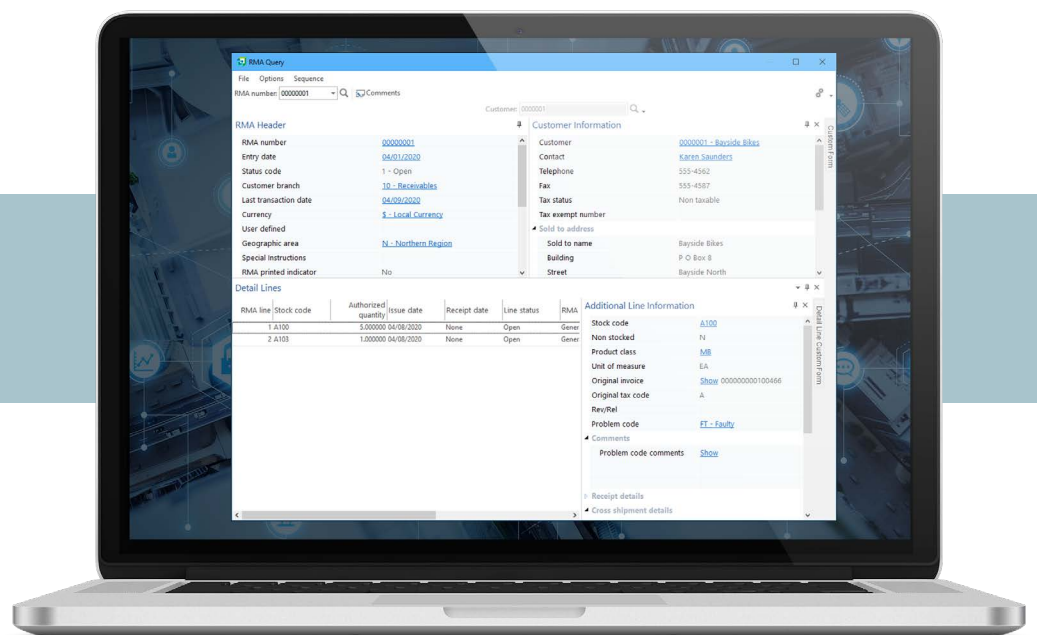 RMA Query
File Options Sequence
RMA number: 00000001 Comments
Customer: 0000001
RMA Header
RMA number 00000001
Entry date 04/01/2020
Status code 1 - Open
Customer branch 10 - Receivables
Last transaction date 04/09/2020
Currency $ - Local Currency
User defined
Geographic area N - Northern Region
Special Instructions
RMA printed indicator No
Customer Information
Customer 0000001 - Bayside Bikes
Contact Karen Saunders
Telephone 555-4562
Fax 555-4587
Tax status Non taxable
Tax exempt number
Sold to address
Sold to name Bayside Bikes
Building P O Box 8
Street Bayside North
Custom Form
Detail Lines
RMA line Stock code Authorized quantity Issue date Receipt date Line status RMA
1 A100 5.000000 04/08/2020 None Open Gener
2 A103 1.000000 04/08/2020 None Open Gener
Additional Line Information
Stock code A100
Non stocked N
Product class MB
Unit of measure EA
Original invoice Show 000000000100466
Original tax code A
Rev/Rel
Problem code FT - Faulty
Comments
Problem code comments Show
Receipt details
Cross shipment details
Detail Line Custom Form